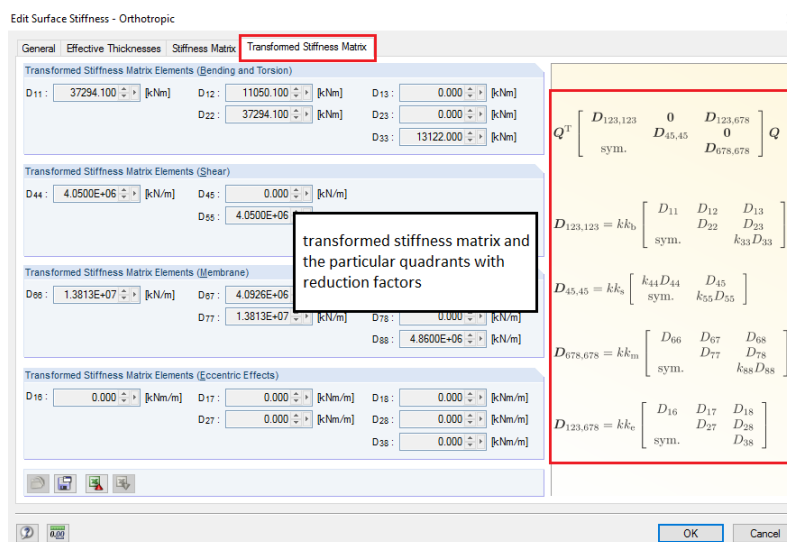 Edit Surface Stiffness - Orthotropic
General Effective Thicknesses Stiffness Matrix Transformed Stiffness Matrix
Transformed Stiffness Matrix Elements (Bending and Torsion)
D11 : 37294.100 [kNm] D12 : 11050.100 [kNm] D13 : 0.000 [kNm]
D22 : 37294.100 [kNm] D23 : 0.000 [kNm]
D33 : 13122.000 [kNm]
Transformed Stiffness Matrix Elements (Shear)
D44 : 4.0500E+06 [kN/m] D45 : 0.000 [kN/m]
D55 : 4.0500E+06
transformed stiffness matrix and
the particular quadrants with
reduction factors
Transformed Stiffness Matrix Elements (Membrane)
D66 : 1.3813E+07 [kN/m] D67 : 4.0926E+06
D77 : 1.3813E+07 [kN/m] D78 : 0.000 [kN/m]
D88 : 4.8600E+06 [kN/m]
Transformed Stiffness Matrix Elements (Eccentric Effects)
D16 : 0.000 [kNm/m] D17 : 0.000 [kNm/m] D18 : 0.000 [kNm/m]
D27 : 0.000 [kNm/m] D28 : 0.000 [kNm/m]
D38 : 0.000 [kNm/m]
Q^T [ D123,123 0 D123,678
D45,45 0
sym. D678,678 ] Q
D123,123 = kk_b [ D11 D12 D13
D22 D23
sym. k33D33 ]
D45,45 = kk_s [ k44D44 D45
sym. k55D55 ]
D678,678 = kk_m [ D66 D67 D68
D77 D78
sym. k88D88 ]
D123,678 = kk_e [ D16 D17 D18
D27 D28
sym. D38 ]
0.00
OK Cancel